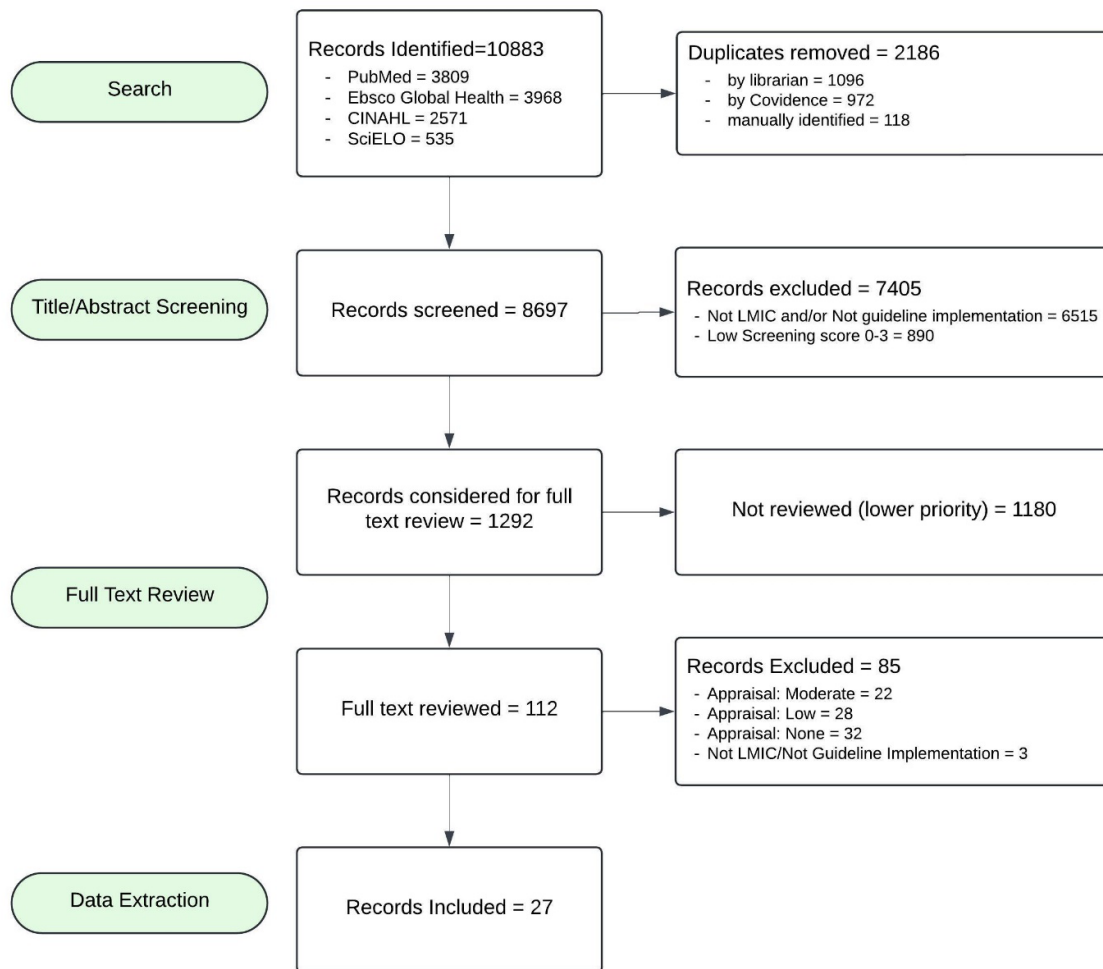 Search
Records Identified=10883
- PubMed = 3809
- Ebsco Global Health = 3968
- CINAHL = 2571
- SciELO = 535
Duplicates removed = 2186
- by librarian = 1096
- by Covidence = 972
- manually identified = 118
Title/Abstract Screening
Records screened = 8697
Records excluded = 7405
- Not LMIC and/or Not guideline implementation = 6515
- Low Screening score 0-3 = 890
Records considered for full
text review = 1292
Not reviewed (lower priority) = 1180
Full Text Review
Full text reviewed = 112
Records Excluded = 85
- Appraisal: Moderate = 22
- Appraisal: Low = 28
- Appraisal: None = 32
- Not LMIC/Not Guideline Implementation = 3
Data Extraction
Records Included = 27